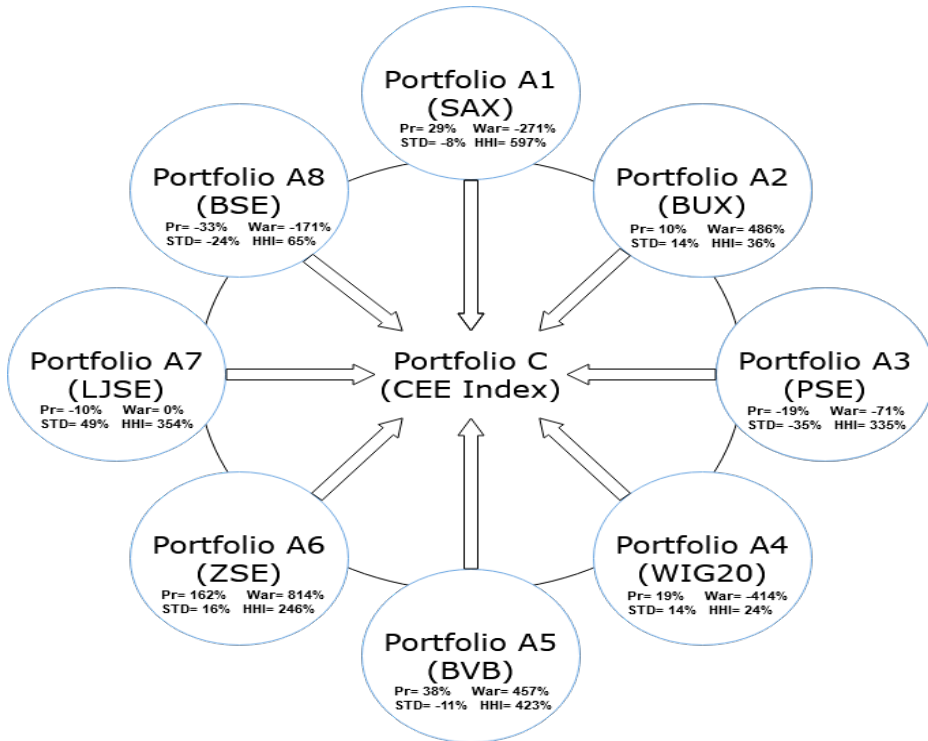 Portfolio A1
(SAX)
Pr= 29% War= -271%
STD= -8% HHI= 597%
Portfolio A2
(BUX)
Pr= 10% War= 486%
STD= 14% HHI= 36%
Portfolio A3
(PSE)
Pr= -19% War= -71%
STD= -35% HHI= 335%
Portfolio A4
(WIG20)
Pr= 19% War= -414%
STD= 14% HHI= 24%
Portfolio A5
(BVB)
Pr= 38% War= 457%
STD= -11% HHI= 423%
Portfolio A6
(ZSE)
Pr= 162% War= 814%
STD= 16% HHI= 246%
Portfolio A7
(LJSE)
Pr= -10% War= 0%
STD= 49% HHI= 354%
Portfolio A8
(BSE)
Pr= -33% War= -171%
STD= -24% HHI= 65%
Portfolio C
(CEE Index)